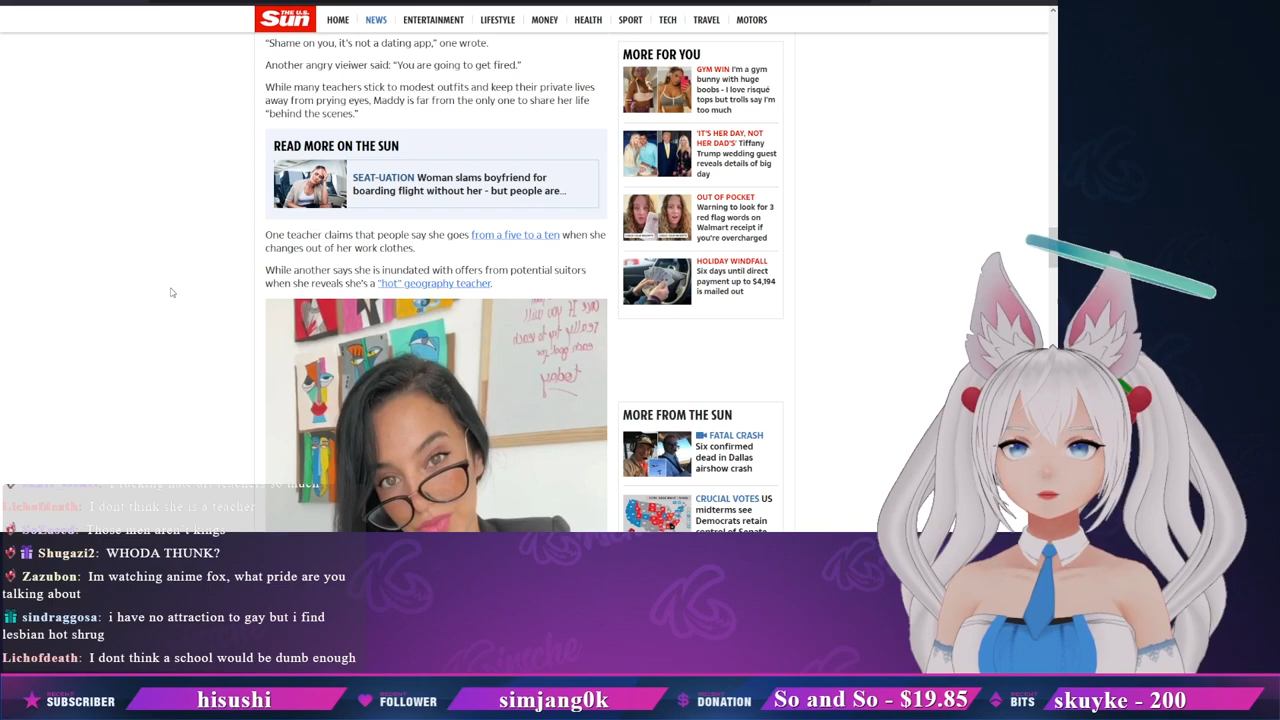 THE U.S.
Sun
HOME NEWS ENTERTAINMENT LIFESTYLE MONEY HEALTH SPORT TECH TRAVEL MOTORS
“Shame on you, it's not a dating app,” one wrote.
Another angry vieiwer said: “You are going to get fired.”
While many teachers stick to modest outfits and keep their private lives
away from prying eyes, Maddy is far from the only one to share her life
“behind the scenes.”
READ MORE ON THE SUN
SEAT-UATION Woman slams boyfriend for
boarding flight without her - but people are...
One teacher claims that people say she goes from a five to a ten when she
changes out of her work clothes.
While another says she is inundated with offers from potential suitors
when she reveals she's a “hot” geography teacher.
today
MORE FOR YOU
GYM WIN I'm a gym
bunny with huge
boobs - I love risqué
tops but trolls say I'm
too much
'IT'S HER DAY, NOT
HER DAD'S' Tiffany
Trump wedding guest
reveals details of big
day
OUT OF POCKET
Warning to look for 3
red flag words on
Walmart receipt if
you're overcharged
HOLIDAY WINDFALL
Six days until direct
payment up to $4,194
is mailed out
MORE FROM THE SUN
FATAL CRASH
Six confirmed
dead in Dallas
airshow crash
CRUCIAL VOTES US
midterms see
Democrats retain
control of Senate
Lichofdeath: I dont think she is a teacher
Those men aren't kings
Shugazi2: WHODA THUNK?
Zazubon: Im watching anime fox, what pride are you
talking about
sindraggosa: i have no attraction to gay but i find
lesbian hot shrug
Lichofdeath: I dont think a school would be dumb enough
RECENT
SUBSCRIBER
hisushi
RECENT
FOLLOWER
simjang0k
RECENT
DONATION
So and So - $19.85
RECENT
BITS
skuyke - 200